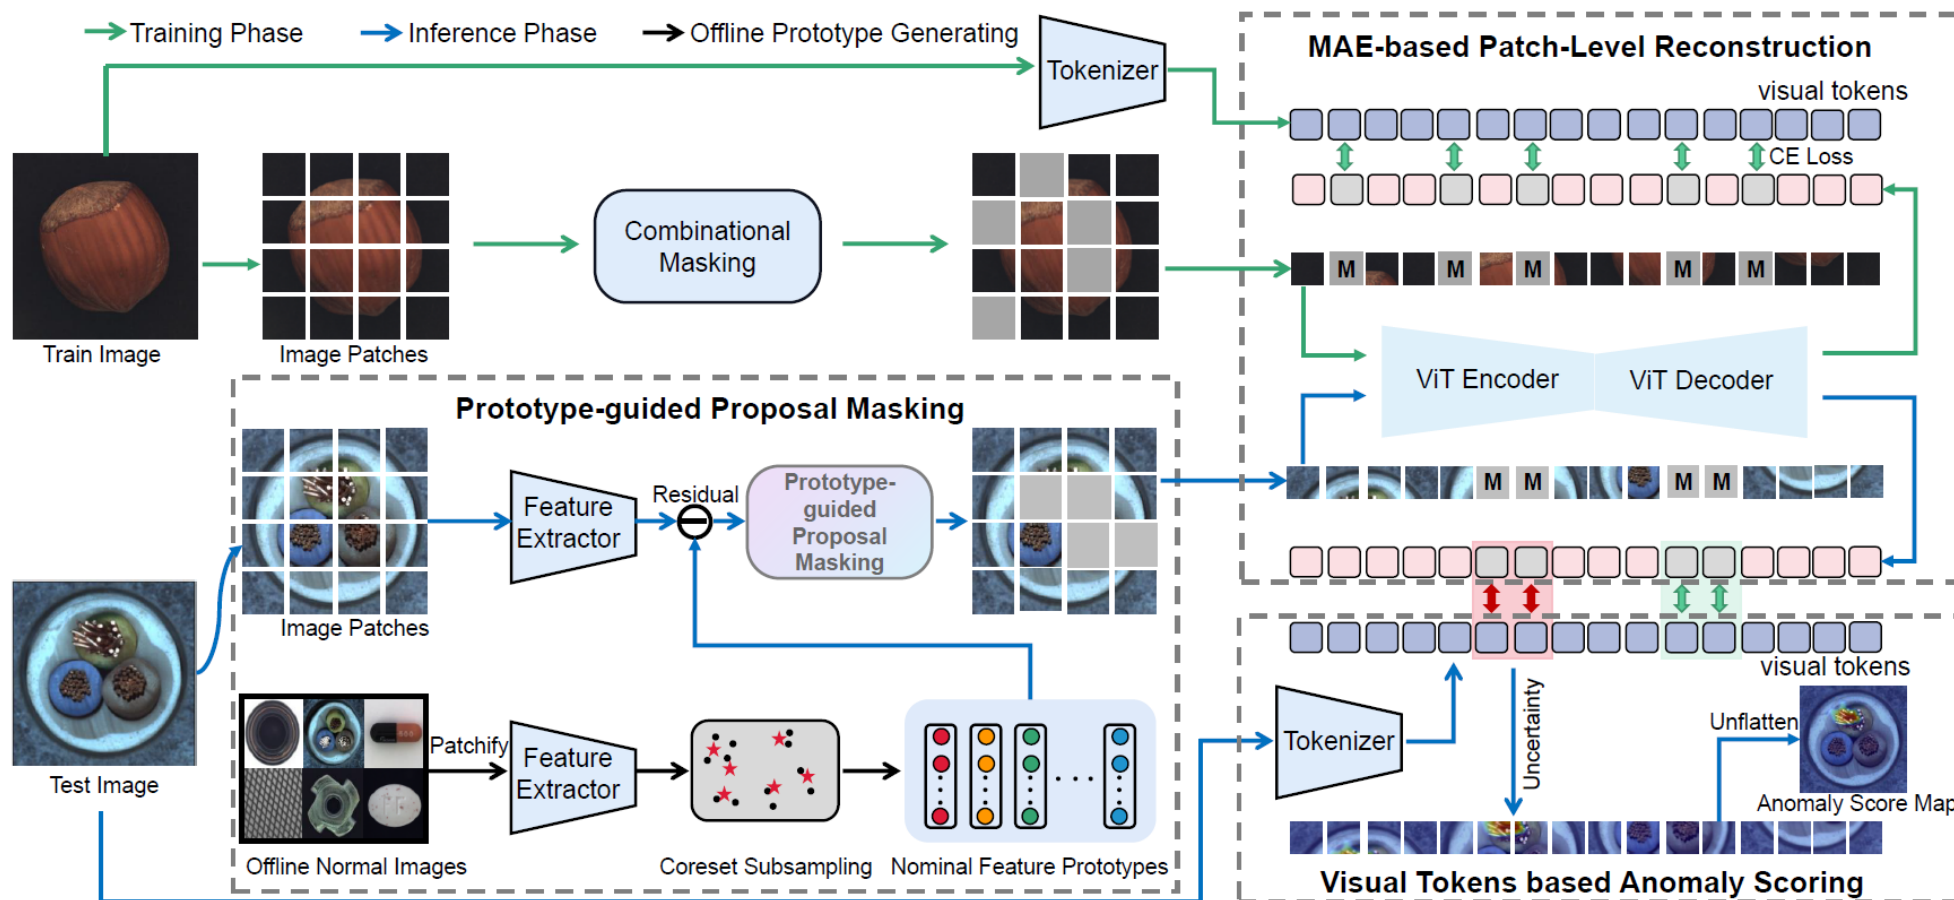 Training Phase
Inference Phase
Offline Prototype Generating
Tokenizer
MAE-based Patch-Level Reconstruction
visual tokens
CE Loss
Combinational
Masking
M M M M M
Train Image
Image Patches
ViT Encoder
ViT Decoder
Prototype-guided Proposal Masking
Feature
Extractor
Residual
Prototype-
guided
Proposal
Masking
M M M M
Image Patches
visual tokens
Test Image
Patchify
Feature
Extractor
Offline Normal Images
Coreset Subsampling
Nominal Feature Prototypes
Tokenizer
Uncertainty
Unflatten
Anomaly Score Map
Visual Tokens based Anomaly Scoring